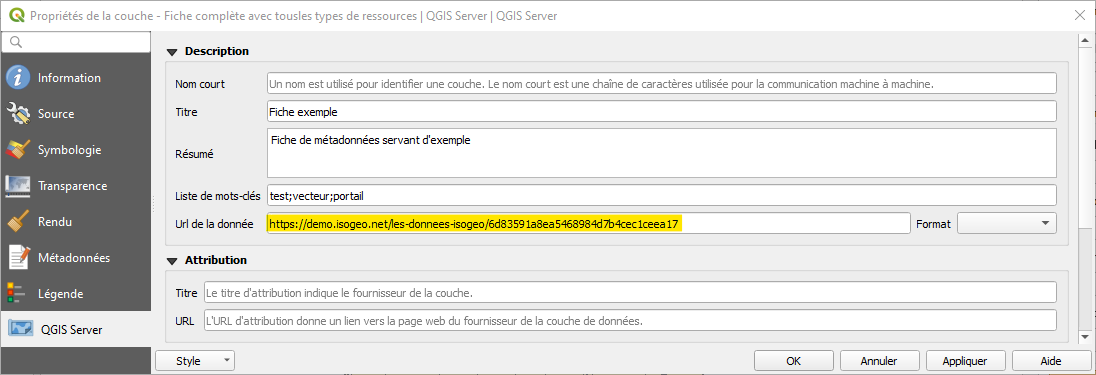 Propriétés de la couche - Fiche complète avec tousles types de ressources | QGIS Server | QGIS Server
Information
Source
Symbologie
Transparence
Rendu
Métadonnées
Légende
QGIS Server
Description
Nom court Un nom est utilisé pour identifier une couche. Le nom court est une chaîne de caractères utilisée pour la communication machine à machine.
Titre Fiche exemple
Résumé Fiche de métadonnées servant d'exemple
Liste de mots-clés test;vecteur;portail
Url de la donnée https://demo.isogeo.net/les-donnees-isogeo/6d83591a8ea5468984d7b4cec1ceea17 Format
Attribution
Titre Le titre d'attribution indique le fournisseur de la couche.
URL L'URL d'attribution donne un lien vers la page web du fournisseur de la couche de données.
Style OK Annuler Appliquer Aide